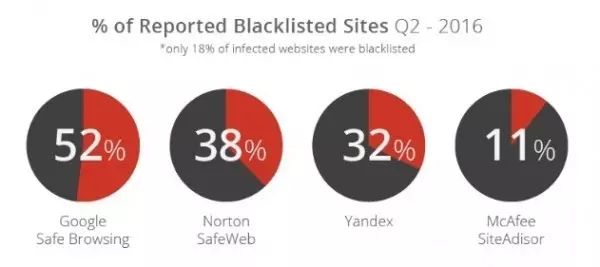 % of Reported Blacklisted Sites Q2 - 2016
*only 18% of infected websites were blacklisted
52%
38%
32%
11%
Google
Safe Browsing
Norton
SafeWeb
Yandex
McAfee
SiteAdisor